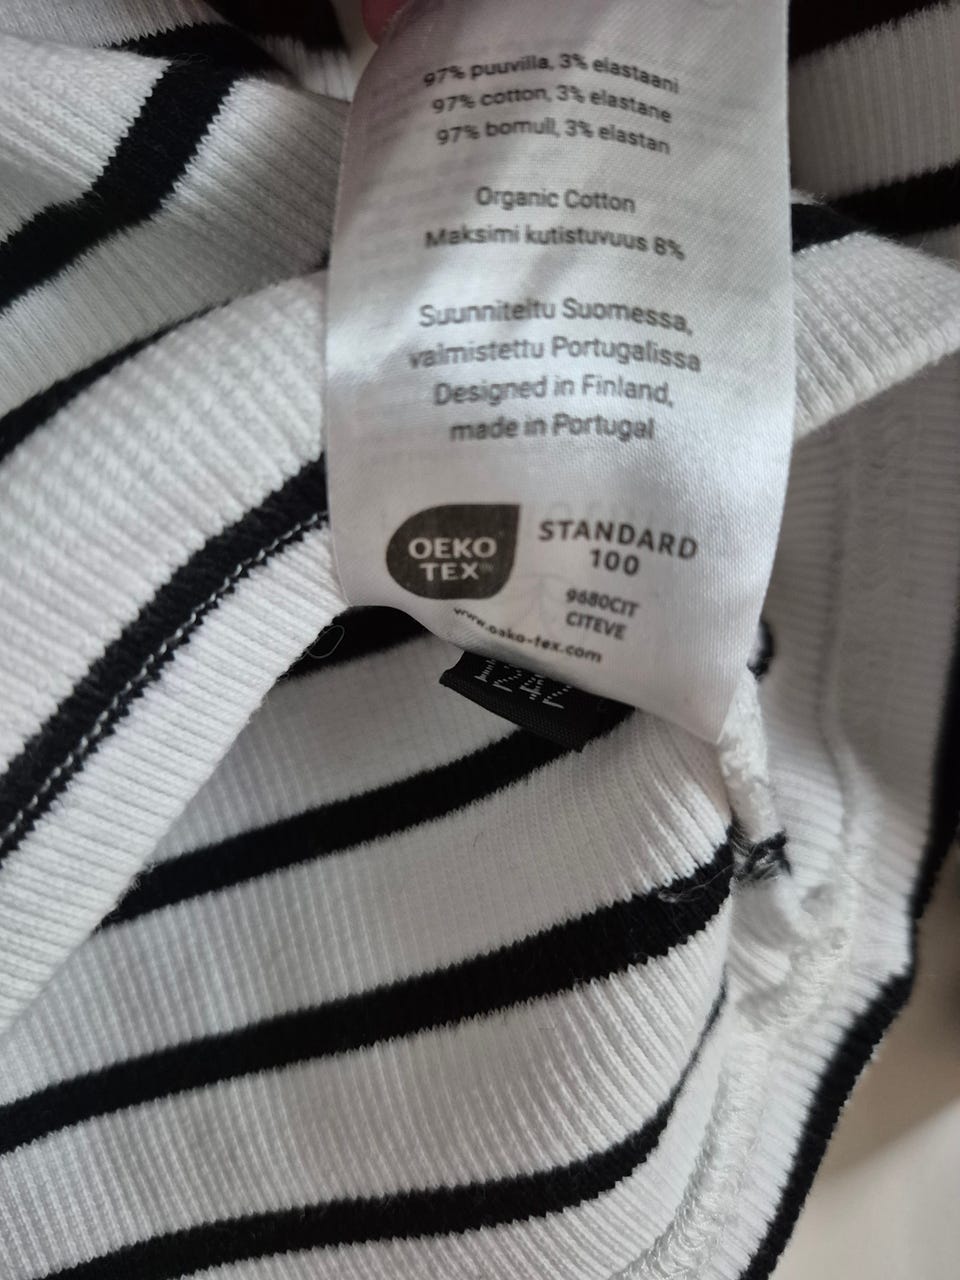 97% puuvilla, 3% elastaani
97% cotton, 3% elastane
97% bomull, 3% elastan
Organic Cotton
Maksimi kutistuvuus 8%
Suunniteltu Suomessa,
valmistettu Portugalissa
Designed in Finland,
made in Portugal
OEKO
TEX®
STANDARD
100
9680CIT
CITEVE
www.oeko-tex.com